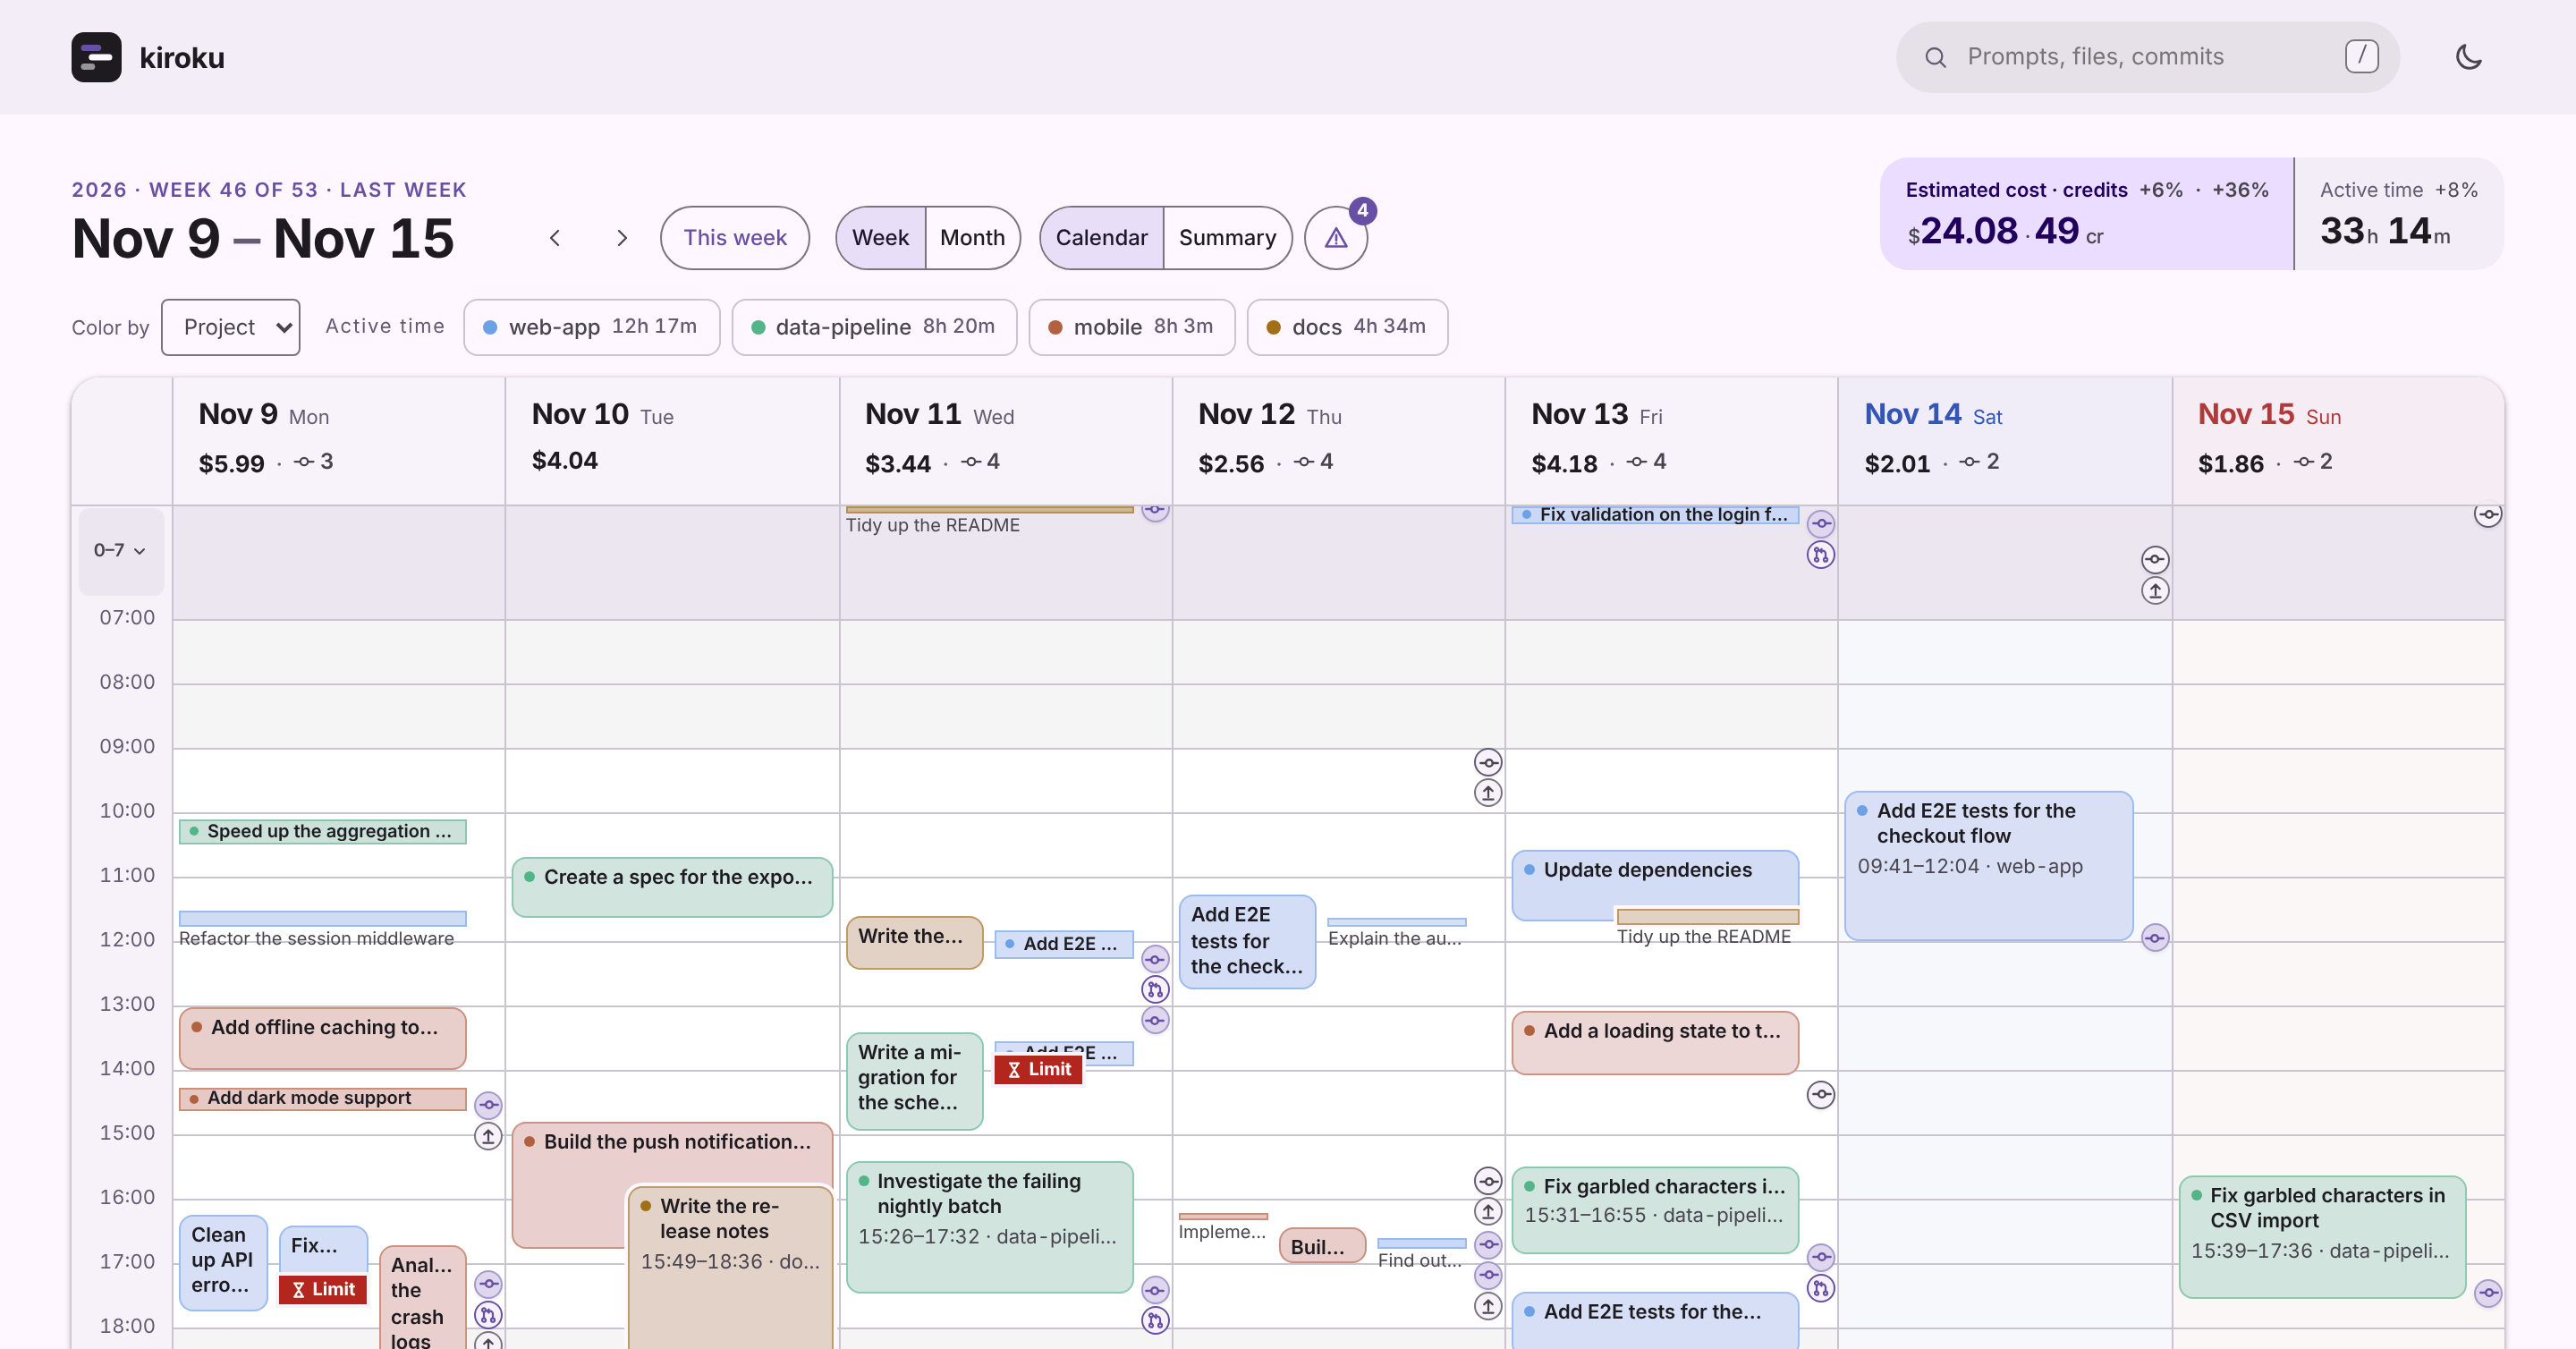 kiroku
Prompts, files, commits
/
2026 · WEEK 46 OF 53 · LAST WEEK
Nov 9 – Nov 15
This week
Week
Month
Calendar
Summary
4
Estimated cost · credits +6% · +36%
$24.08 · 49 cr
Active time +8%
33h 14m
Color by
Project
Active time
web-app 12h 17m
data-pipeline 8h 20m
mobile 8h 3m
docs 4h 34m
Nov 9 Mon
$5.99 · 3
Nov 10 Tue
$4.04
Nov 11 Wed
$3.44 · 4
Nov 12 Thu
$2.56 · 4
Nov 13 Fri
$4.18 · 4
Nov 14 Sat
$2.01 · 2
Nov 15 Sun
$1.86 · 2
0–7
07:00
08:00
09:00
10:00
11:00
12:00
13:00
14:00
15:00
16:00
17:00
18:00
Speed up the aggregation ...
Refactor the session middleware
Add offline caching to...
Add dark mode support
Clean
up API
erro...
Fix...
Limit
Anal...
the
crash
logs
Create a spec for the expo...
Build the push notification...
Write the re-
lease notes
15:49–18:36 · do...
Tidy up the README
Write the...
Add E2E ...
Write a mi-
gration for
the sche...
Add E2E ...
Limit
Investigate the failing
nightly batch
15:26–17:32 · data-pipeli...
Add E2E
tests for
the check...
Explain the au...
Impleme...
Buil...
Find out...
Fix validation on the login f...
Update dependencies
Tidy up the README
Add a loading state to t...
Fix garbled characters i...
15:31–16:55 · data-pipeli...
Add E2E tests for the...
Add E2E tests for the
checkout flow
09:41–12:04 · web-app
Fix garbled characters in
CSV import
15:39–17:36 · data-pipeli...